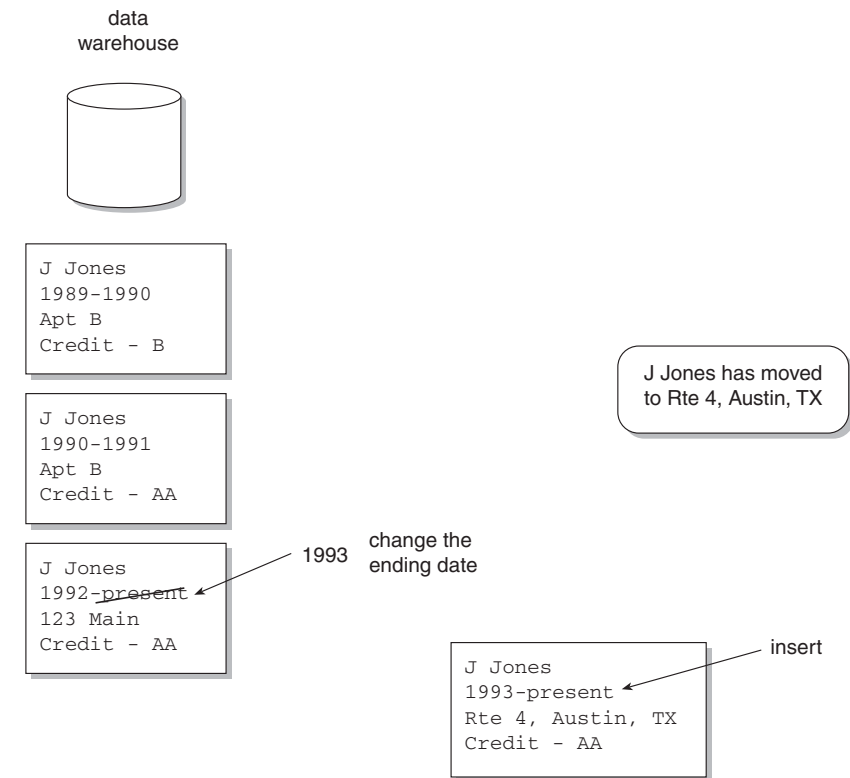 data
warehouse
J Jones
1989-1990
Apt B
Credit - B
J Jones has moved
to Rte 4, Austin, TX
J Jones
1990-1991
Apt B
Credit - AA
1993
change the
ending date
J Jones
1992-present
123 Main
Credit - AA
insert
J Jones
1993-present
Rte 4, Austin, TX
Credit - AA